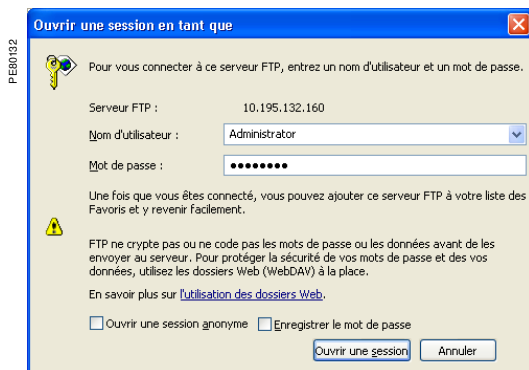 Ouvrir une session en tant que
PE80132
Pour vous connecter à ce serveur FTP, entrez un nom d'utilisateur et un mot de passe.
Serveur FTP : 10.195.132.160
Nom d'utilisateur : Administrator
Mot de passe : ●●●●●●●●
Une fois que vous êtes connecté, vous pouvez ajouter ce serveur FTP à votre liste des
Favoris et y revenir facilement.
FTP ne crypte pas ou ne code pas les mots de passe ou les données avant de les
envoyer au serveur. Pour protéger la sécurité de vos mots de passe et des vos
données, utilisez les dossiers Web (WebDAV) à la place.
En savoir plus sur l'utilisation des dossiers Web.
Ouvrir une session anonyme Enregistrer le mot de passe
Ouvrir une session Annuler